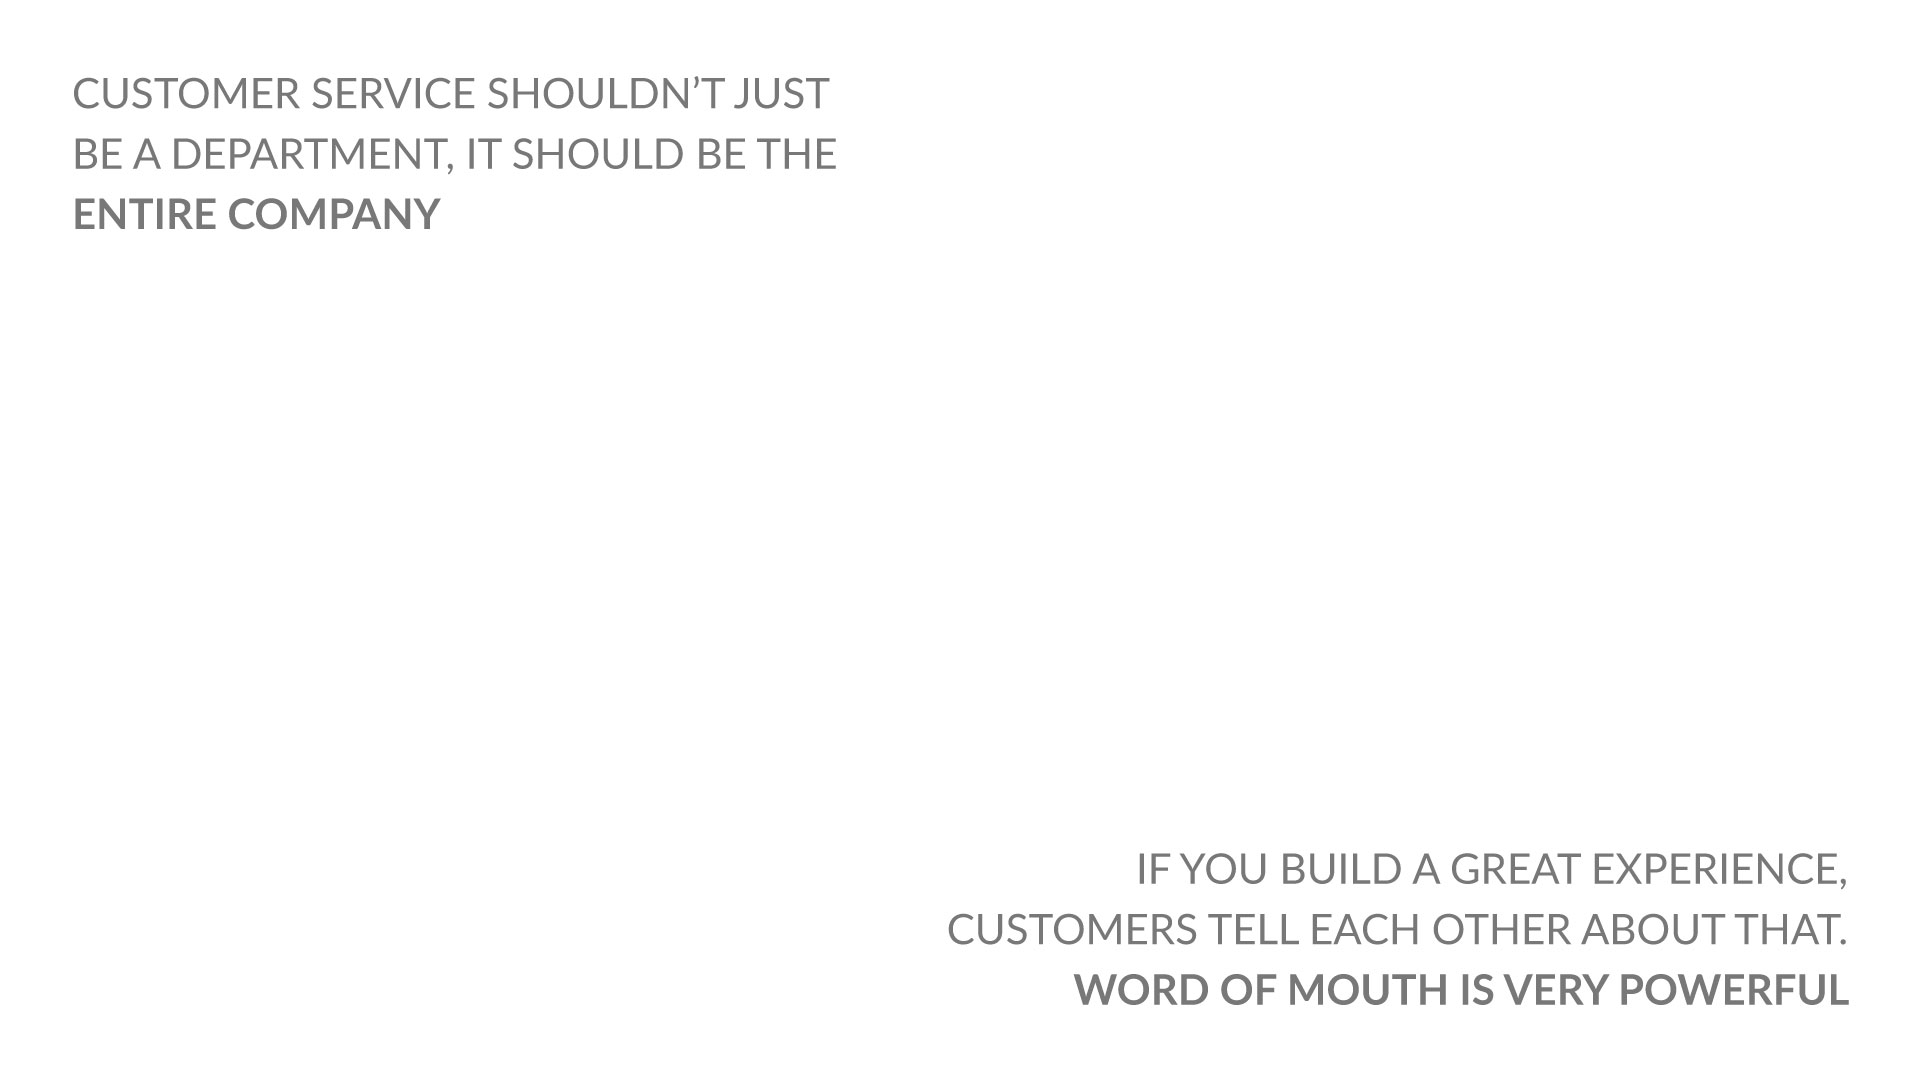 CUSTOMER SERVICE SHOULDN’T JUST
BE A DEPARTMENT, IT SHOULD BE THE
ENTIRE COMPANY
IF YOU BUILD A GREAT EXPERIENCE,
CUSTOMERS TELL EACH OTHER ABOUT THAT.
WORD OF MOUTH IS VERY POWERFUL